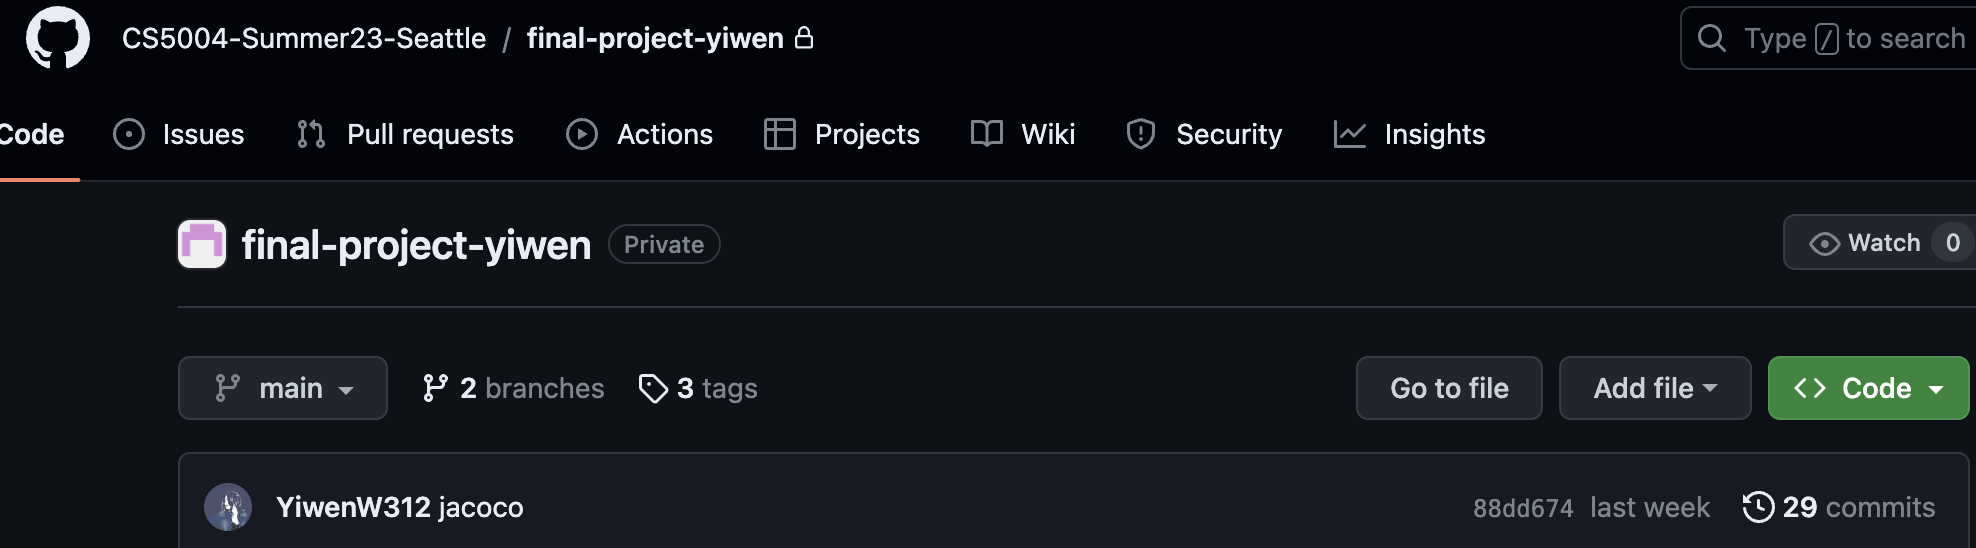 CS5004-Summer23-Seattle / final-project-yiwen Type / to search
Code Issues Pull requests Actions Projects Wiki Security Insights
final-project-yiwen Private Watch 0
main 2 branches 3 tags Go to file Add file <> Code
YiwenW312 jacoco 88dd674 last week 29 commits